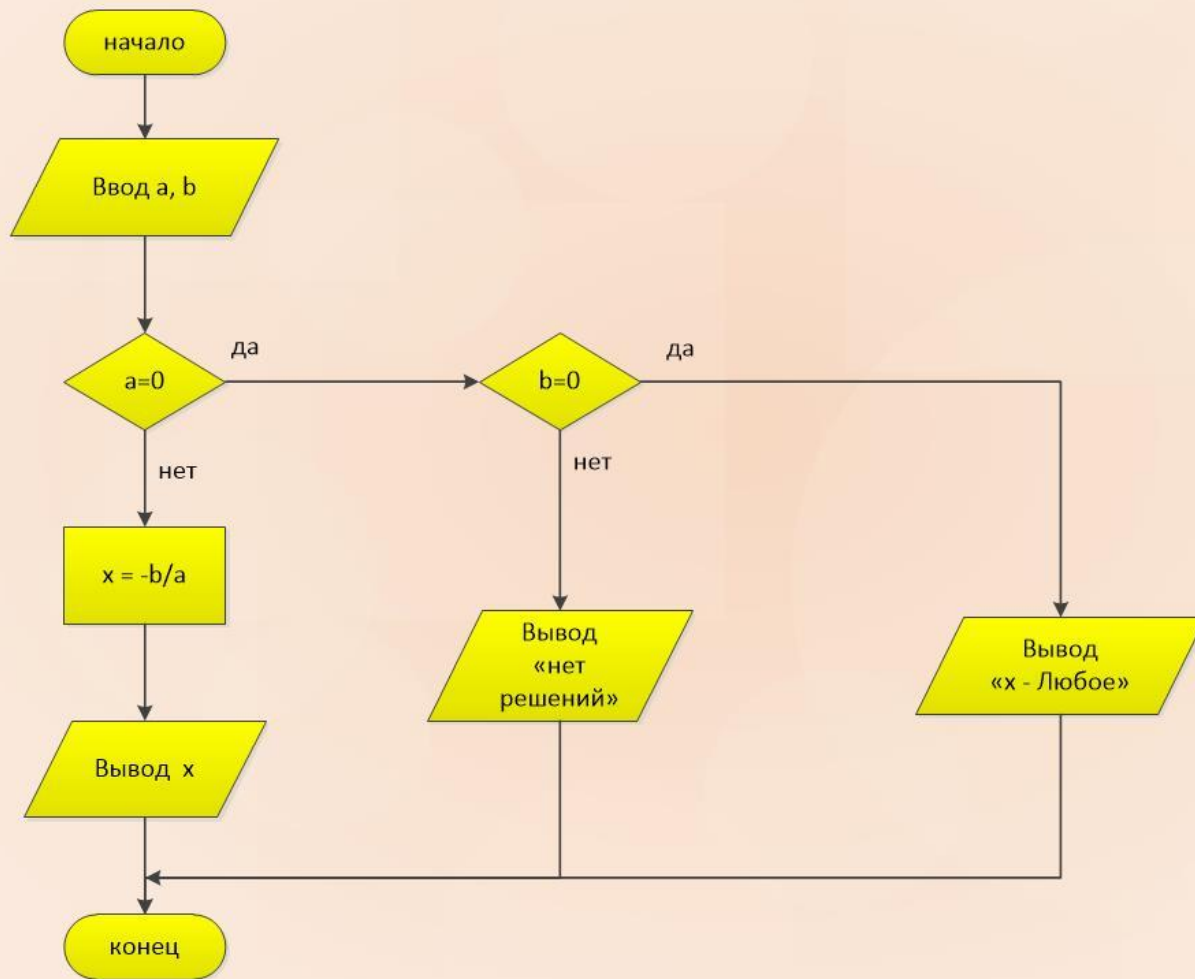 начало
Ввод a, b
a=0
да
b=0
да
нет
нет
x = -b/a
Вывод
«нет
решений»
Вывод
«x - Любое»
Вывод x
конец